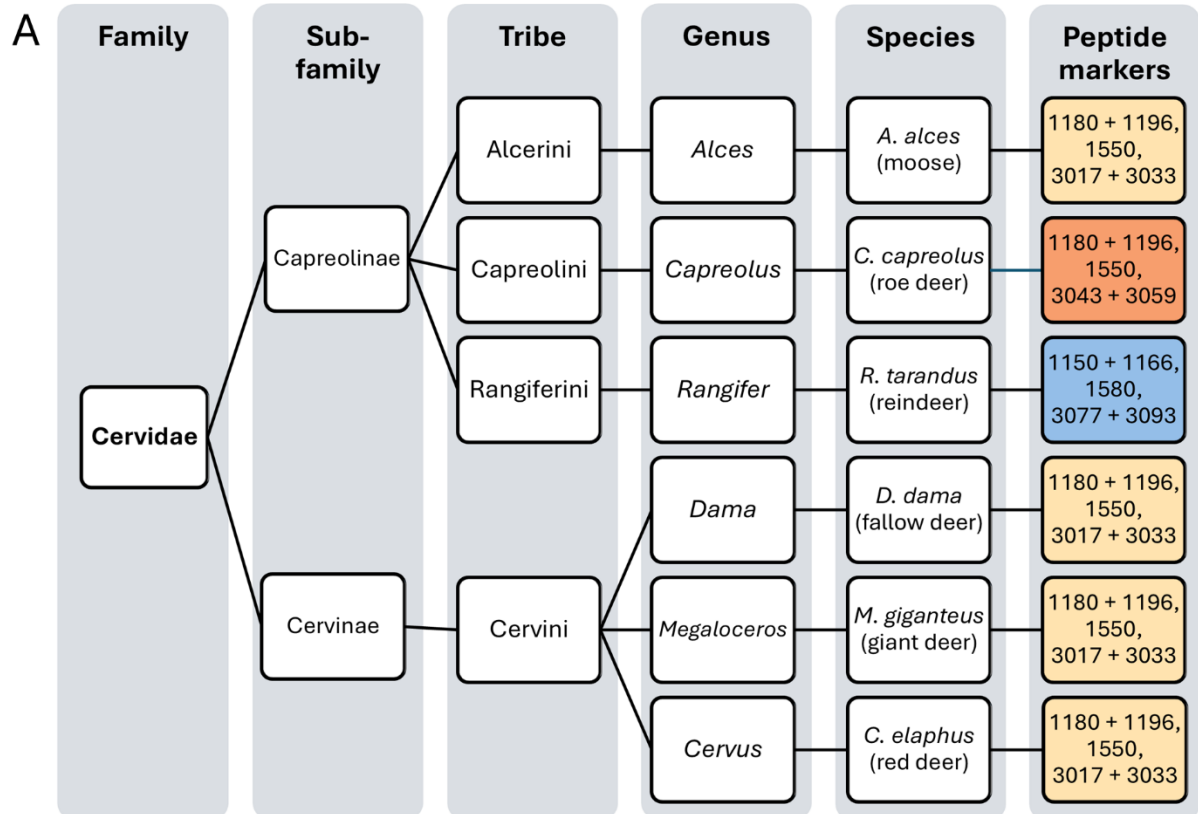 A
Family
Sub-
family
Tribe
Genus
Species
Peptide
markers
Alcerini
Alces
A. alces
(moose)
1180 + 1196,
1550,
3017 + 3033
Capreolinae
Capreolini
Capreolus
C. capreolus
(roe deer)
1180 + 1196,
1550,
3043 + 3059
Rangiferini
Rangifer
R. tarandus
(reindeer)
1150 + 1166,
1580,
3077 + 3093
Cervidae
Dama
D. dama
(fallow deer)
1180 + 1196,
1550,
3017 + 3033
Cervinae
Cervini
Megaloceros
M. giganteus
(giant deer)
1180 + 1196,
1550,
3017 + 3033
Cervus
C. elaphus
(red deer)
1180 + 1196,
1550,
3017 + 3033